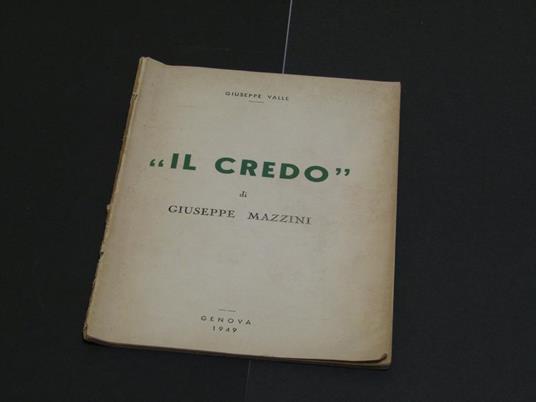 GIUSEPPE VALLE
“IL CREDO”
di
GIUSEPPE MAZZINI
GENOVA
1949